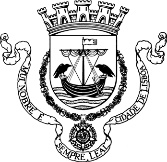 MUI NOBRE E
SEMPRE LEAL
CIDADE DE LISBOA